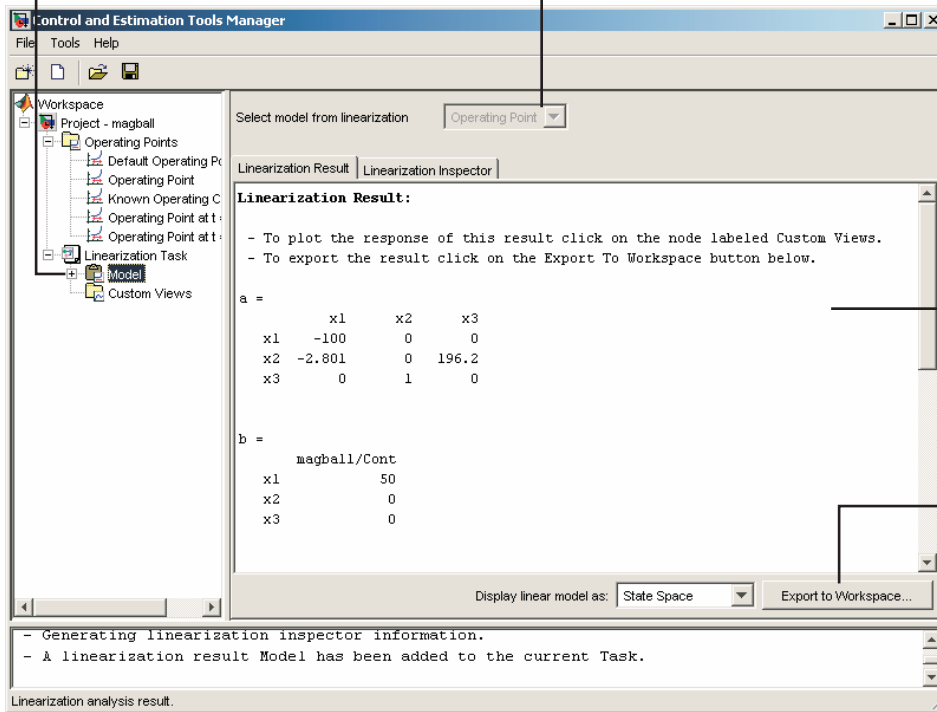 Control and Estimation Tools Manager
File Tools Help
Workspace
Project - magball
Operating Points
Default Operating Po
Operating Point
Known Operating C
Operating Point at t =
Operating Point at t =
Linearization Task
Model
Custom Views
Select model from linearization Operating Point
Linearization Result Linearization Inspector
Linearization Result:
- To plot the response of this result click on the node labeled Custom Views.
- To export the result click on the Export To Workspace button below.
a =
x1 x2 x3
x1 -100 0 0
x2 -2.801 0 196.2
x3 0 1 0
b =
magball/Cont
x1 50
x2 0
x3 0
Display linear model as: State Space Export to Workspace...
- Generating linearization inspector information.
- A linearization result Model has been added to the current Task.
Linearization analysis result.